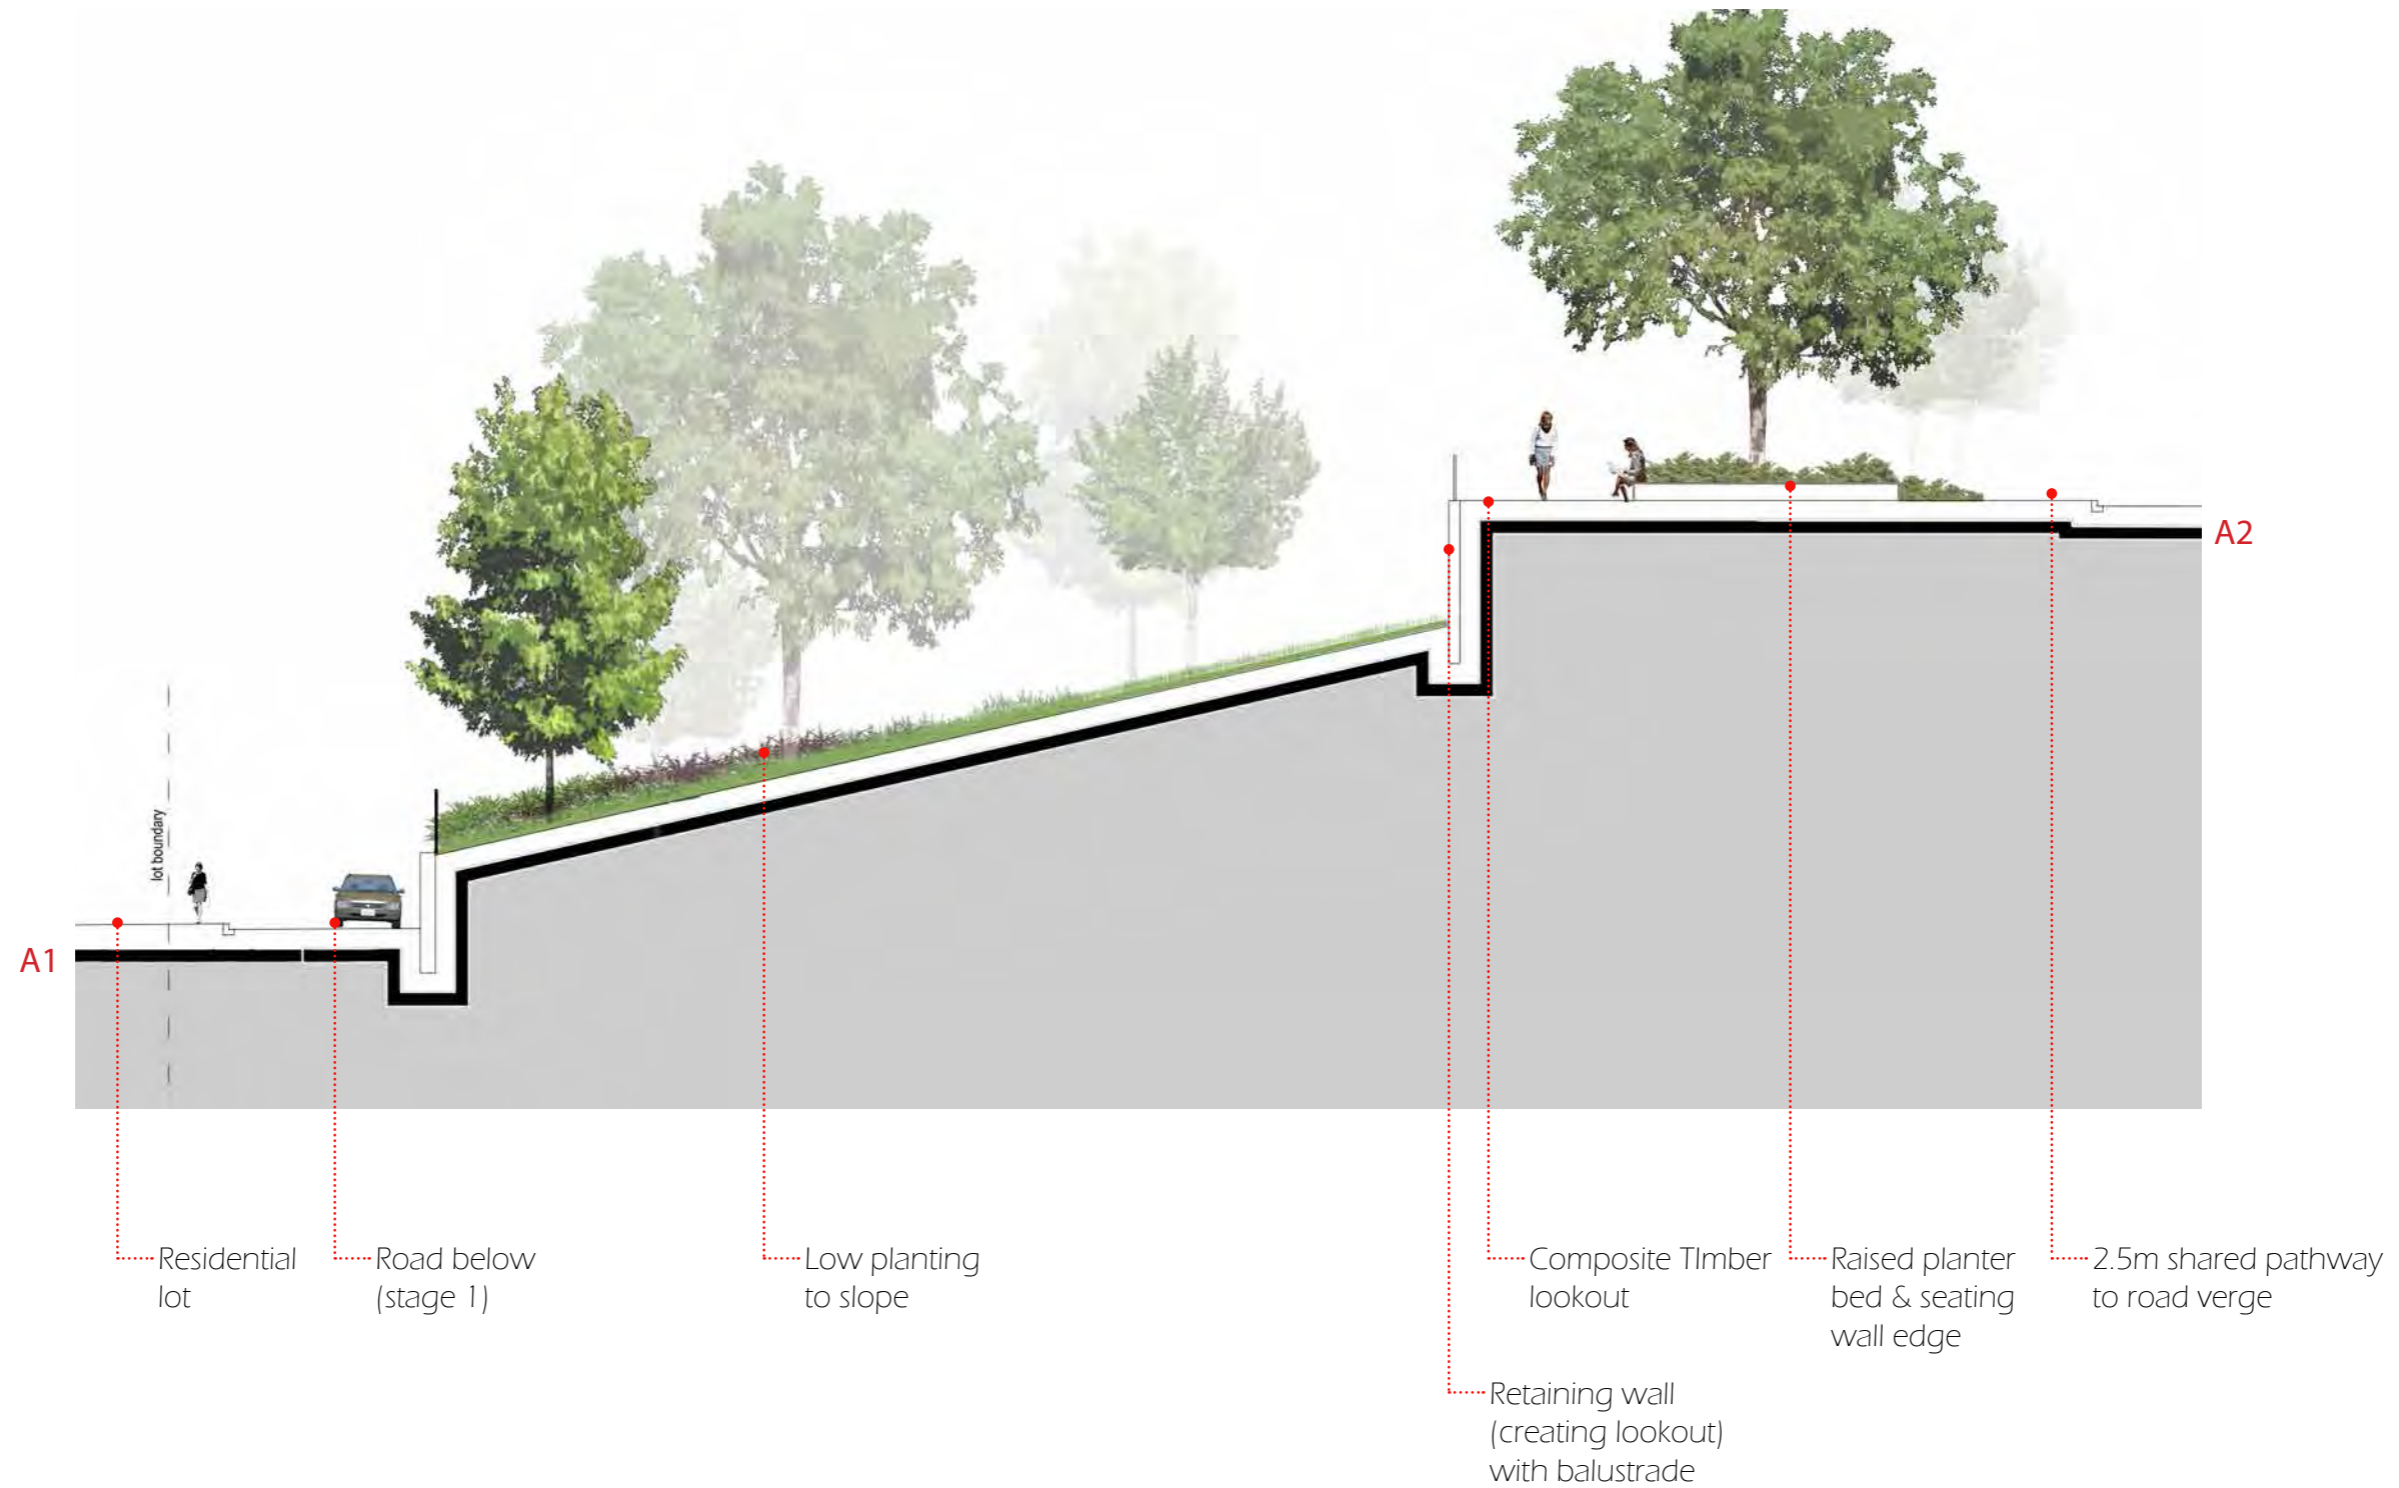 A2
lot boundary
A1
Residential
lot
Road below
(stage 1)
Low planting
to slope
Composite TImber
lookout
Raised planter
bed & seating
wall edge
2.5m shared pathway
to road verge
Retaining wall
(creating lookout)
with balustrade